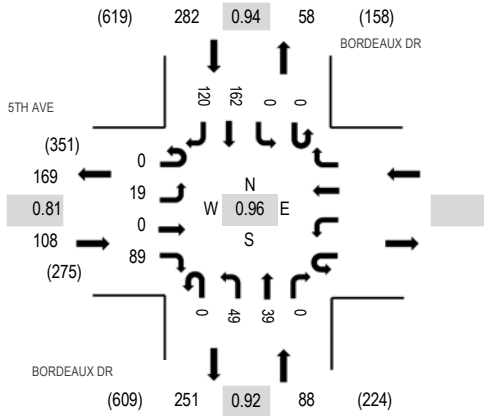 (619) 282 0.94 58 (158)
BORDEAUX DR
120 162 0 0
5TH AVE
(351)
169
0.81
108
(275)
0
19
0
89
N
W 0.96 E
S
0 49 39 0
BORDEAUX DR
(609) 251 0.92 88 (224)